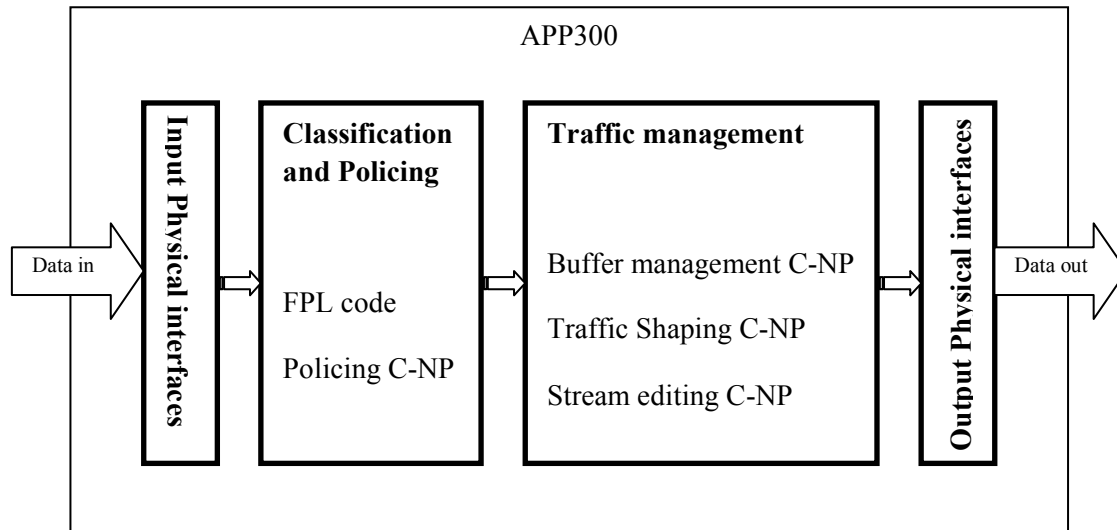 APP300
Data in
Input Physical interfaces
Classification
and Policing
FPL code
Policing C-NP
Traffic management
Buffer management C-NP
Traffic Shaping C-NP
Stream editing C-NP
Output Physical interfaces
Data out